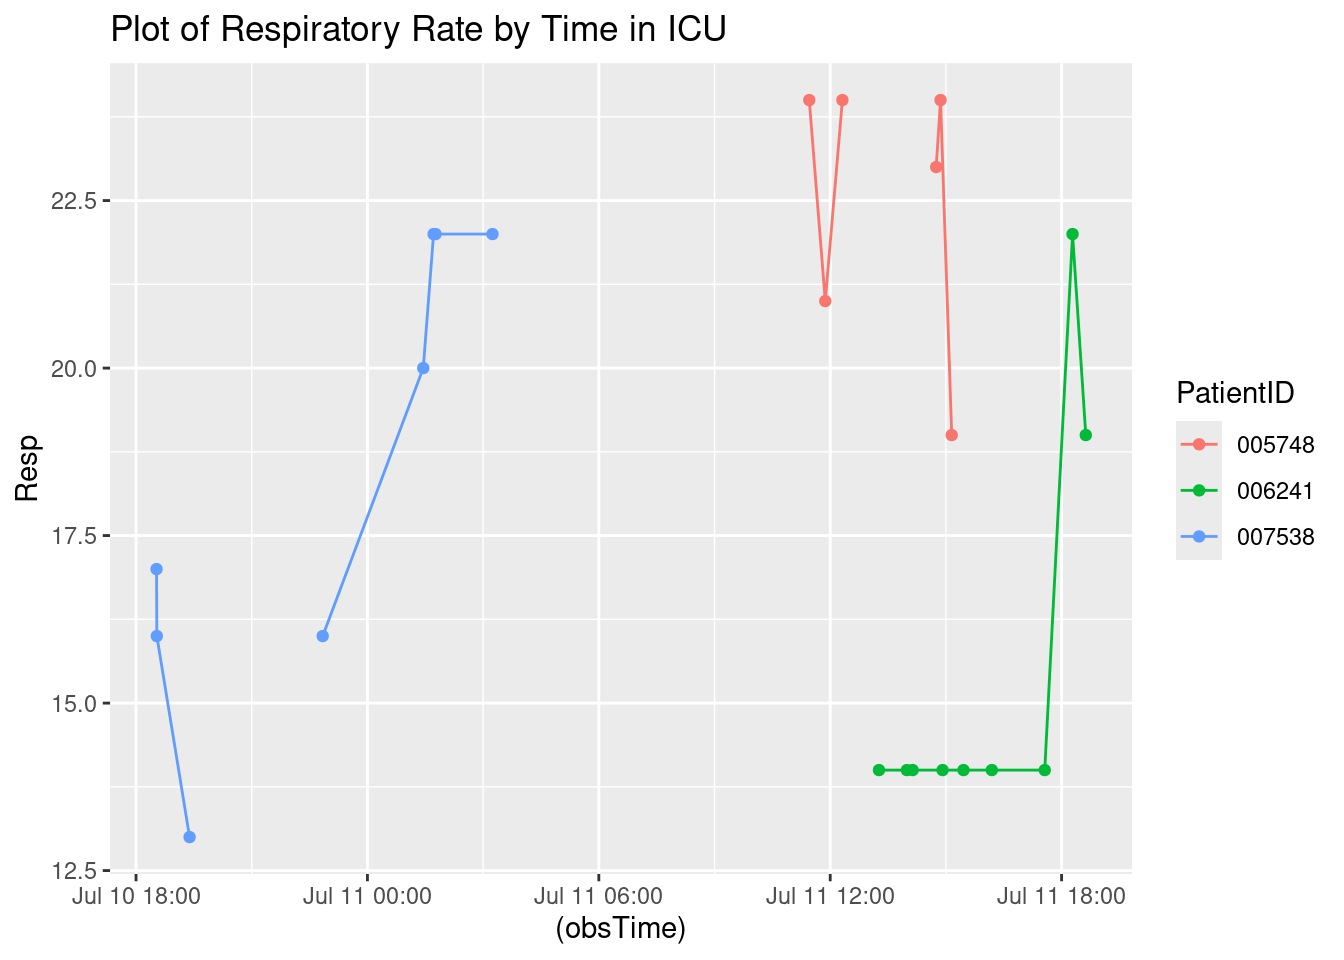 Plot of Respiratory Rate by Time in ICU
22.5
20.0
17.5
15.0
12.5
Resp
Jul 10 18:00 Jul 11 00:00 Jul 11 06:00 Jul 11 12:00 Jul 11 18:00
(obsTime)
PatientID
005748
006241
007538